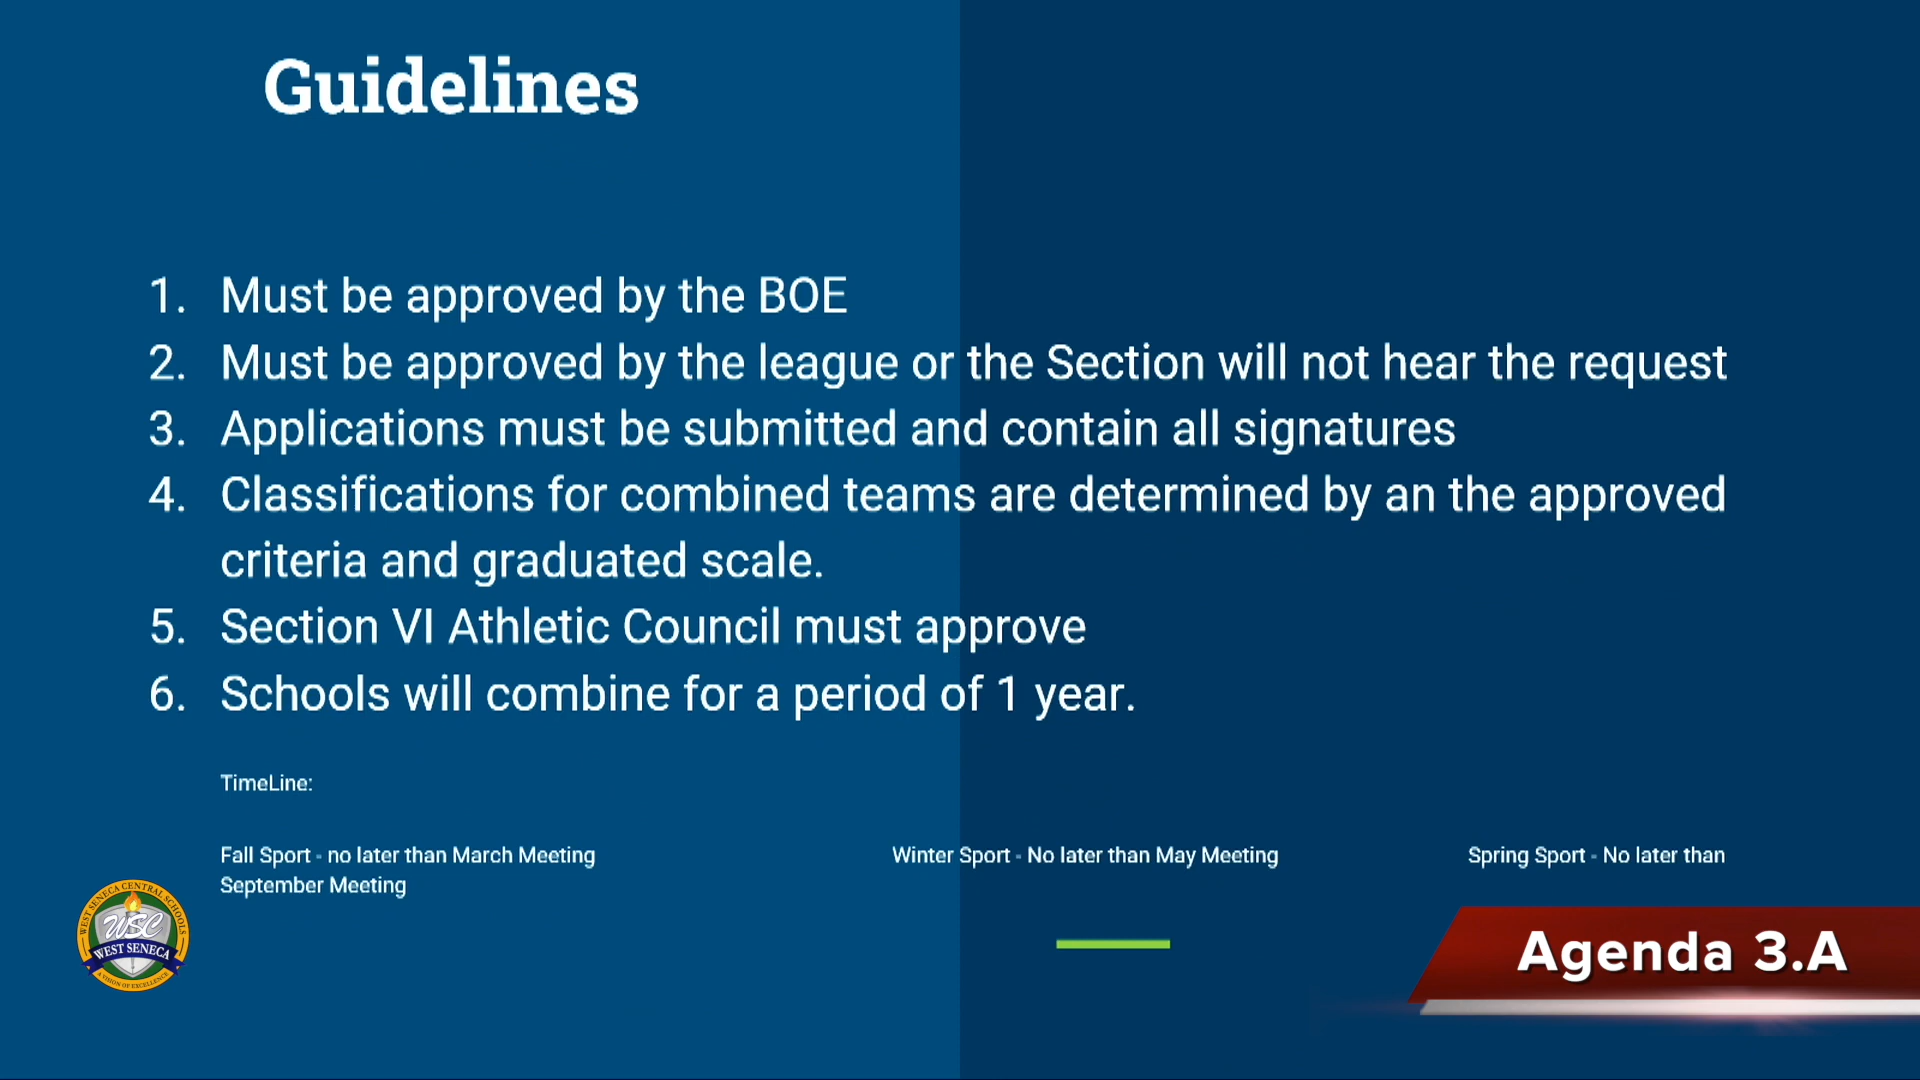 Guidelines
1. Must be approved by the BOE
2. Must be approved by the league or the Section will not hear the request
3. Applications must be submitted and contain all signatures
4. Classifications for combined teams are determined by an the approved
criteria and graduated scale.
5. Section VI Athletic Council must approve
6. Schools will combine for a period of 1 year.
TimeLine:
Fall Sport - no later than March Meeting Winter Sport - No later than May Meeting Spring Sport - No later than
September Meeting
WEST SENECA CENTRAL SCHOOLS
WSC
WEST SENECA
A VISION OF EXCELLENCE
Agenda 3.A